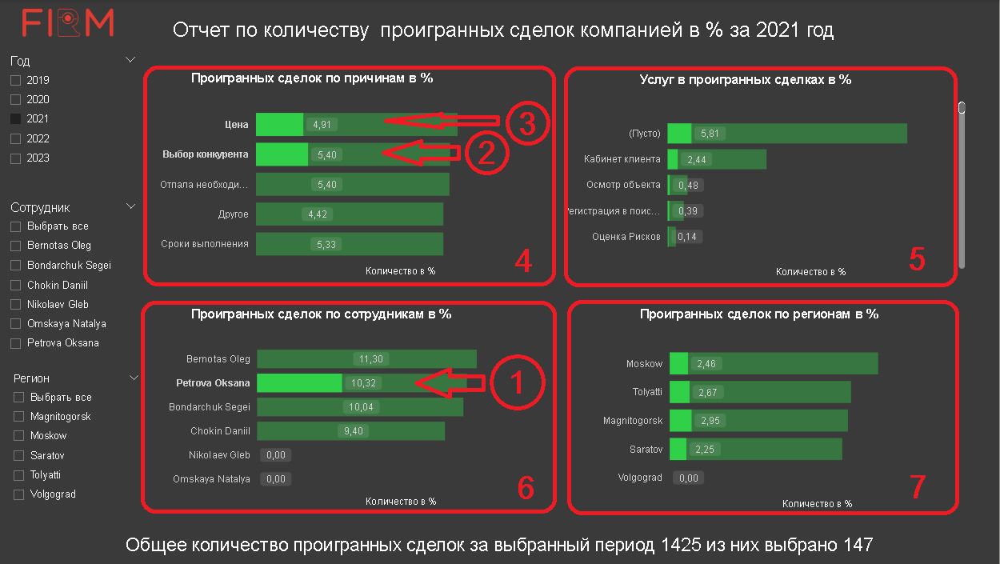 FIRM
Отчет по количеству проигранных сделок компанией в % за 2021 год
Год
2019
2020
2021
2022
2023
Сотрудник
Выбрать все
Bernotas Oleg
Bondarchuk Segei
Chokin Daniil
Nikolaev Gleb
Omskaya Natalya
Petrova Oksana
Регион
Выбрать все
Magnitogorsk
Moskow
Saratov
Tolyatti
Volgograd
Проигранных сделок по причинам в %
Цена 4,91
3
Выбор конкурента 5,40
2
Отпала необходи... 5,40
Другое 4,42
Сроки выполнения 5,33
4
Количество в %
Услуг в проигранных сделках в %
(Пусто) 5,81
Кабинет клиента 2,44
Осмотр объекта 0,48
егистрация в поис... 0,39
Оценка Рисков 0,14
5
Количество в %
Проигранных сделок по сотрудникам в %
Bernotas Oleg 11,30
Petrova Oksana 10,32
1
Bondarchuk Segei 10,04
Chokin Daniil 9,40
Nikolaev Gleb 0,00
Omskaya Natalya 0,00
6
Количество в %
Проигранных сделок по регионам в %
Moskow 2,46
Tolyatti 2,67
Magnitogorsk 2,95
Saratov 2,25
Volgograd 0,00
7
Количество в %
Общее количество проигранных сделок за выбранный период 1425 из них выбрано 147